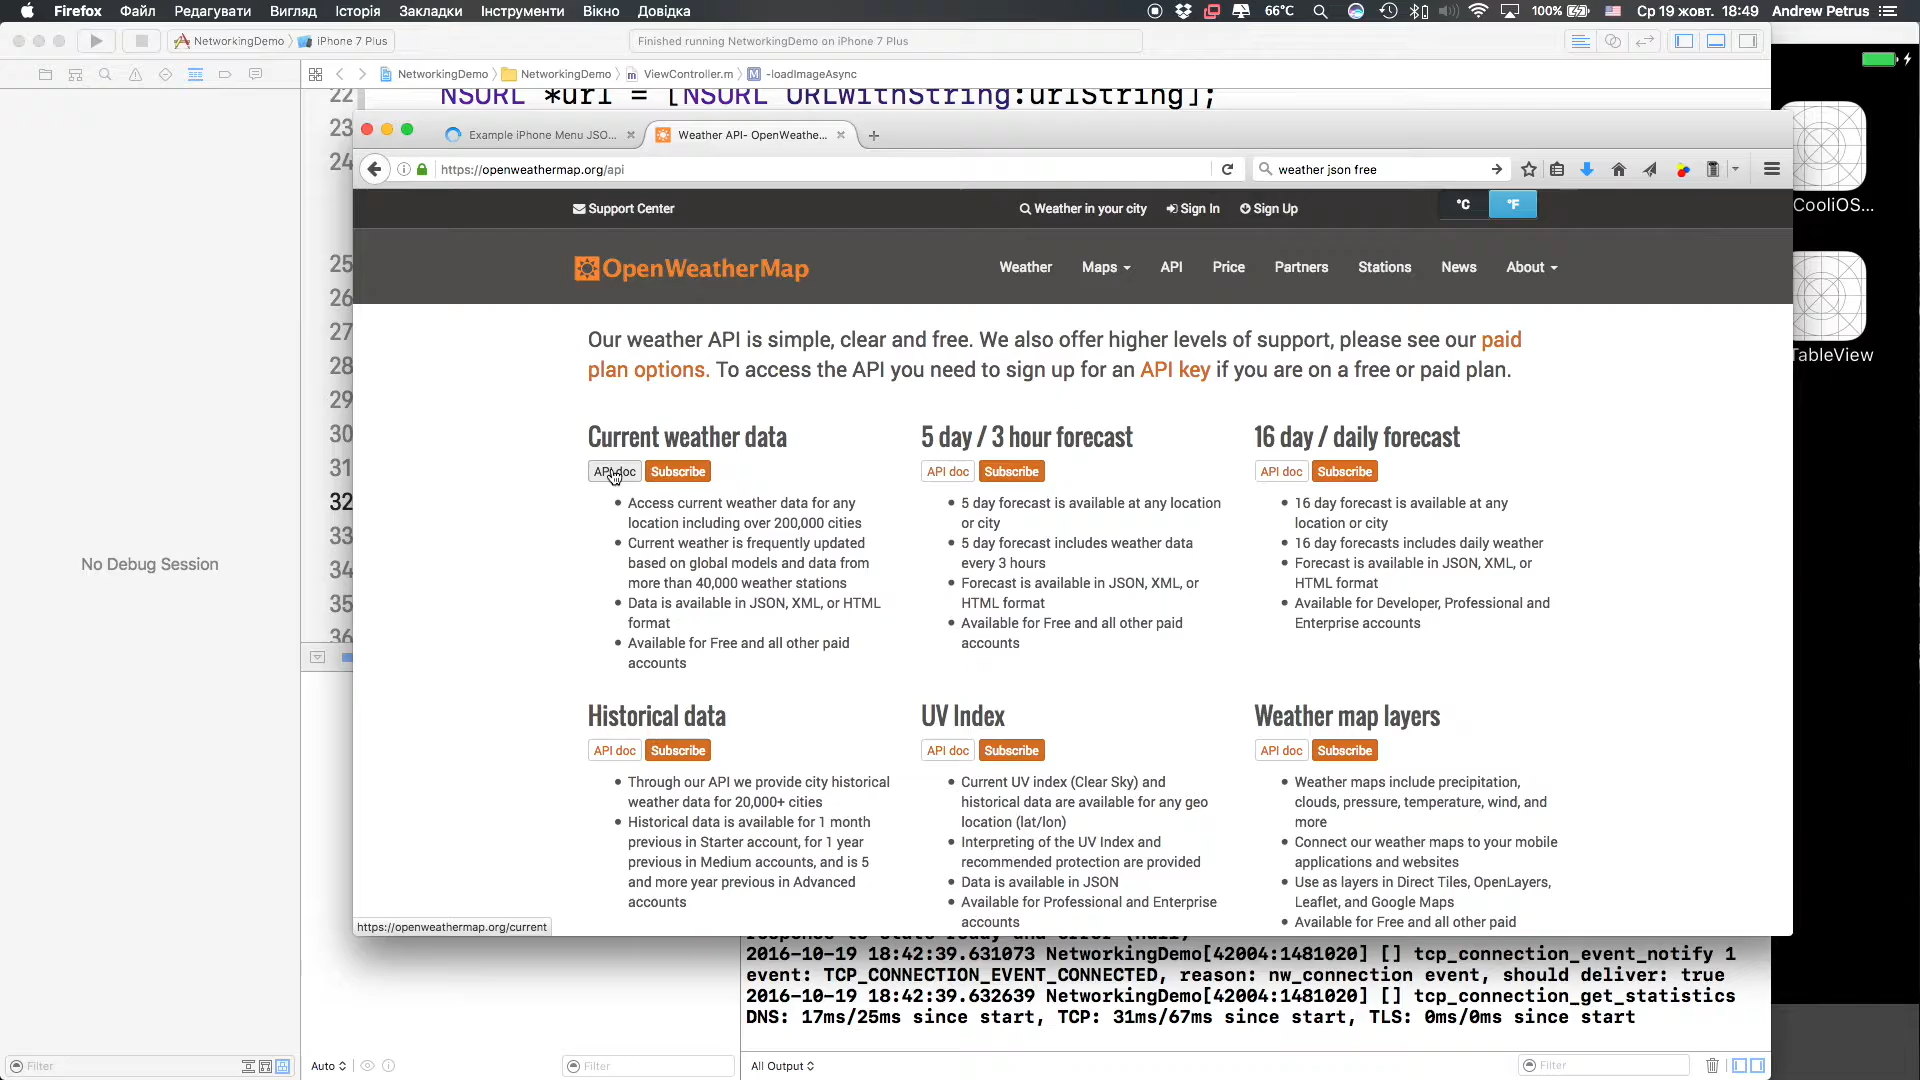 Firefox Файл Редагувати Вигляд Історія Закладки Інструменти Вікно Довідка 66°C 100% Ср 19 жовт. 18:49 Andrew Petrus
NetworkingDemo iPhone 7 Plus Finished running NetworkingDemo on iPhone 7 Plus
NetworkingDemo NetworkingDemo ViewController.m -loadImageAsync
22 NSURL *url = [NSURL URLWithString:urlString];
23
24
25
26
27
28
29
30
31
32
33
34
35
36
Example iPhone Menu JSO... Weather API- OpenWeathe...
https://openweathermap.org/api weather json free
Support Center Weather in your city Sign In Sign Up °C °F
OpenWeatherMap Weather Maps API Price Partners Stations News About
Our weather API is simple, clear and free. We also offer higher levels of support, please see our paid
plan options. To access the API you need to sign up for an API key if you are on a free or paid plan.
Current weather data
API doc Subscribe
Access current weather data for any
location including over 200,000 cities
Current weather is frequently updated
based on global models and data from
more than 40,000 weather stations
Data is available in JSON, XML, or HTML
format
Available for Free and all other paid
accounts
5 day / 3 hour forecast
API doc Subscribe
5 day forecast is available at any location
or city
5 day forecast includes weather data
every 3 hours
Forecast is available in JSON, XML, or
HTML format
Available for Free and all other paid
accounts
16 day / daily forecast
API doc Subscribe
16 day forecast is available at any
location or city
16 day forecasts includes daily weather
Forecast is available in JSON, XML, or
HTML format
Available for Developer, Professional and
Enterprise accounts
Historical data
API doc Subscribe
Through our API we provide city historical
weather data for 20,000+ cities
Historical data is available for 1 month
previous in Starter account, for 1 year
previous in Medium accounts, and is 5
and more year previous in Advanced
accounts
UV Index
API doc Subscribe
Current UV index (Clear Sky) and
historical data are available for any geo
location (lat/lon)
Interpreting of the UV Index and
recommended protection are provided
Data is available in JSON
Available for Professional and Enterprise
accounts
Weather map layers
API doc Subscribe
Weather maps include precipitation,
clouds, pressure, temperature, wind, and
more
Connect our weather maps to your mobile
applications and websites
Use as layers in Direct Tiles, OpenLayers,
Leaflet, and Google Maps
Available for Free and all other paid
https://openweathermap.org/current
No Debug Session
CooliOS...
TableView
response to state ready and error (null)
2016-10-19 18:42:39.631073 NetworkingDemo[42004:1481020] [] tcp_connection_event_notify 1
event: TCP_CONNECTION_EVENT_CONNECTED, reason: nw_connection event, should deliver: true
2016-10-19 18:42:39.632639 NetworkingDemo[42004:1481020] [] tcp_connection_get_statistics
DNS: 17ms/25ms since start, TCP: 31ms/67ms since start, TLS: 0ms/0ms since start
Filter Auto Filter All Output Filter